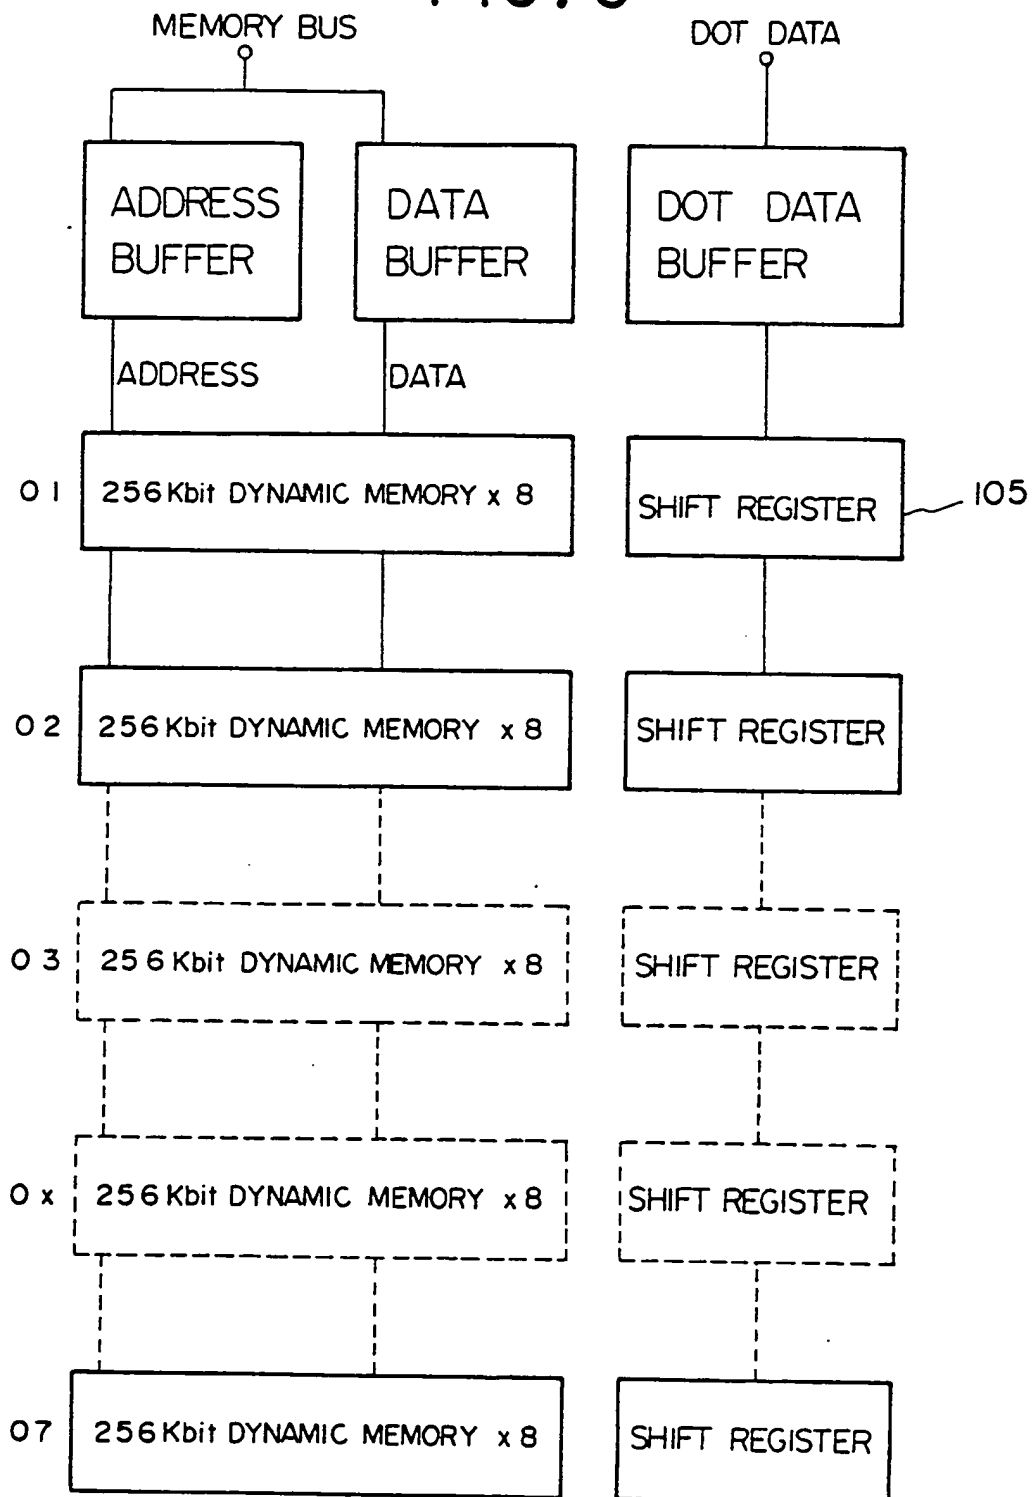 MEMORY BUS
DOT DATA
ADDRESS
BUFFER
DATA
BUFFER
DOT DATA
BUFFER
ADDRESS
DATA
01
256Kbit DYNAMIC MEMORY x 8
SHIFT REGISTER
105
02
256Kbit DYNAMIC MEMORY x 8
SHIFT REGISTER
03
256Kbit DYNAMIC MEMORY x8
SHIFT REGISTER
0x
256Kbit DYNAMIC MEMORY x8
SHIFT REGISTER
07
256Kbit DYNAMIC MEMORY x 8
SHIFT REGISTER